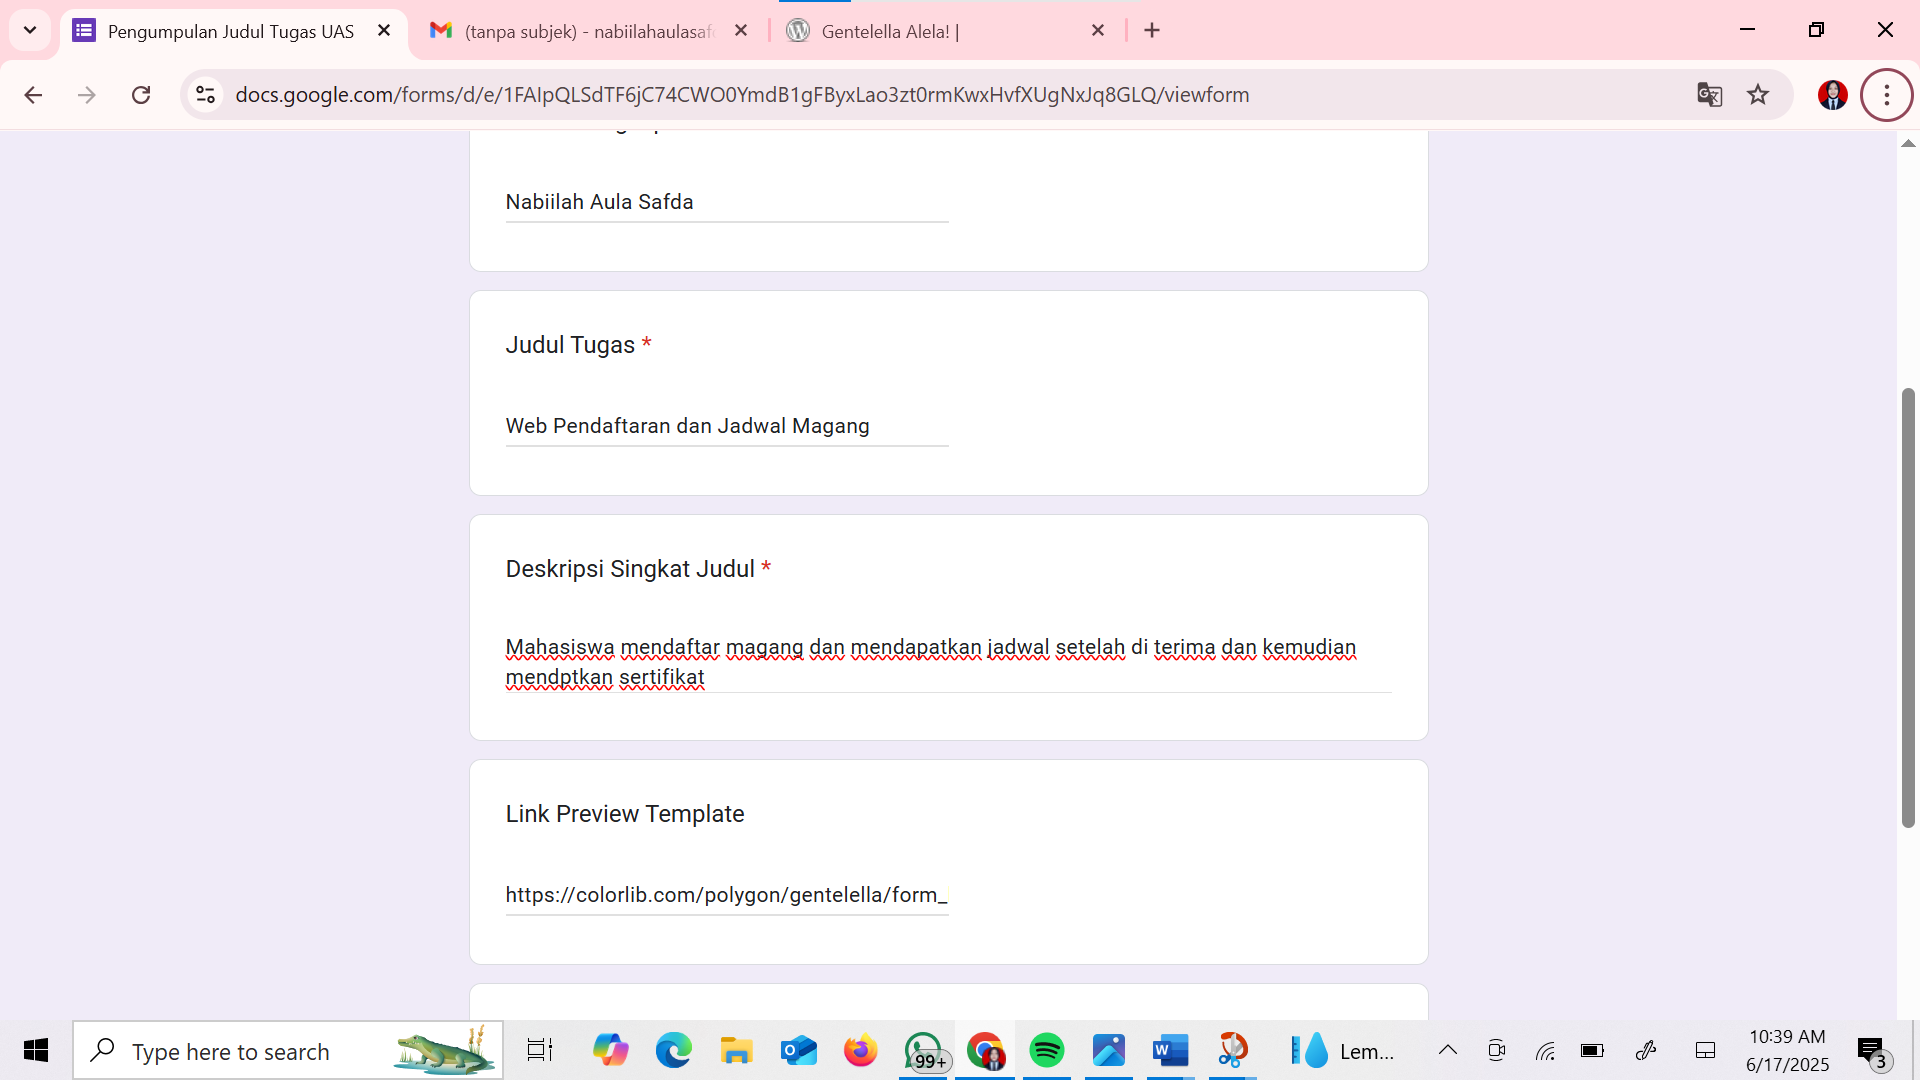 Pengumpulan Judul Tugas UAS
(tanpa subjek) - nabiilahaulasaf
Gentelella Alela! |
docs.google.com/forms/d/e/1FAIpQLSdTF6jC74CWO0YmdB1gFByxLao3zt0rmKwxHvfXUgNxJq8GLQ/viewform
Nabiilah Aula Safda
Judul Tugas *
Web Pendaftaran dan Jadwal Magang
Deskripsi Singkat Judul *
Mahasiswa mendaftar magang dan mendapatkan jadwal setelah di terima dan kemudian
mendptkan sertifikat
Link Preview Template
https://colorlib.com/polygon/gentelella/form_
Type here to search
99+
Lem...
10:39 AM
6/17/2025
3